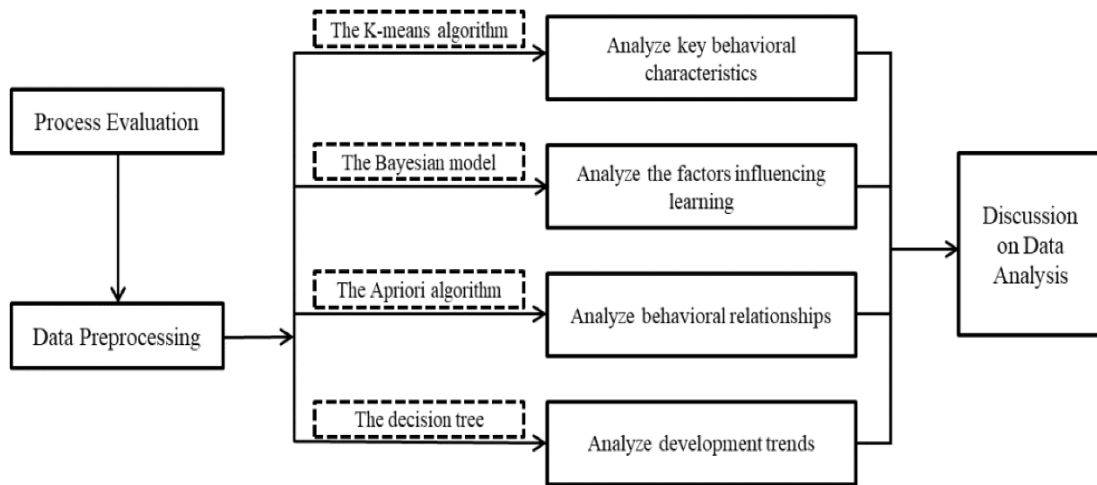 Process Evaluation
Data Preprocessing
The K-means algorithm
Analyze key behavioral
characteristics
The Bayesian model
Analyze the factors influencing
learning
The Apriori algorithm
Analyze behavioral relationships
The decision tree
Analyze development trends
Discussion
on Data
Analysis